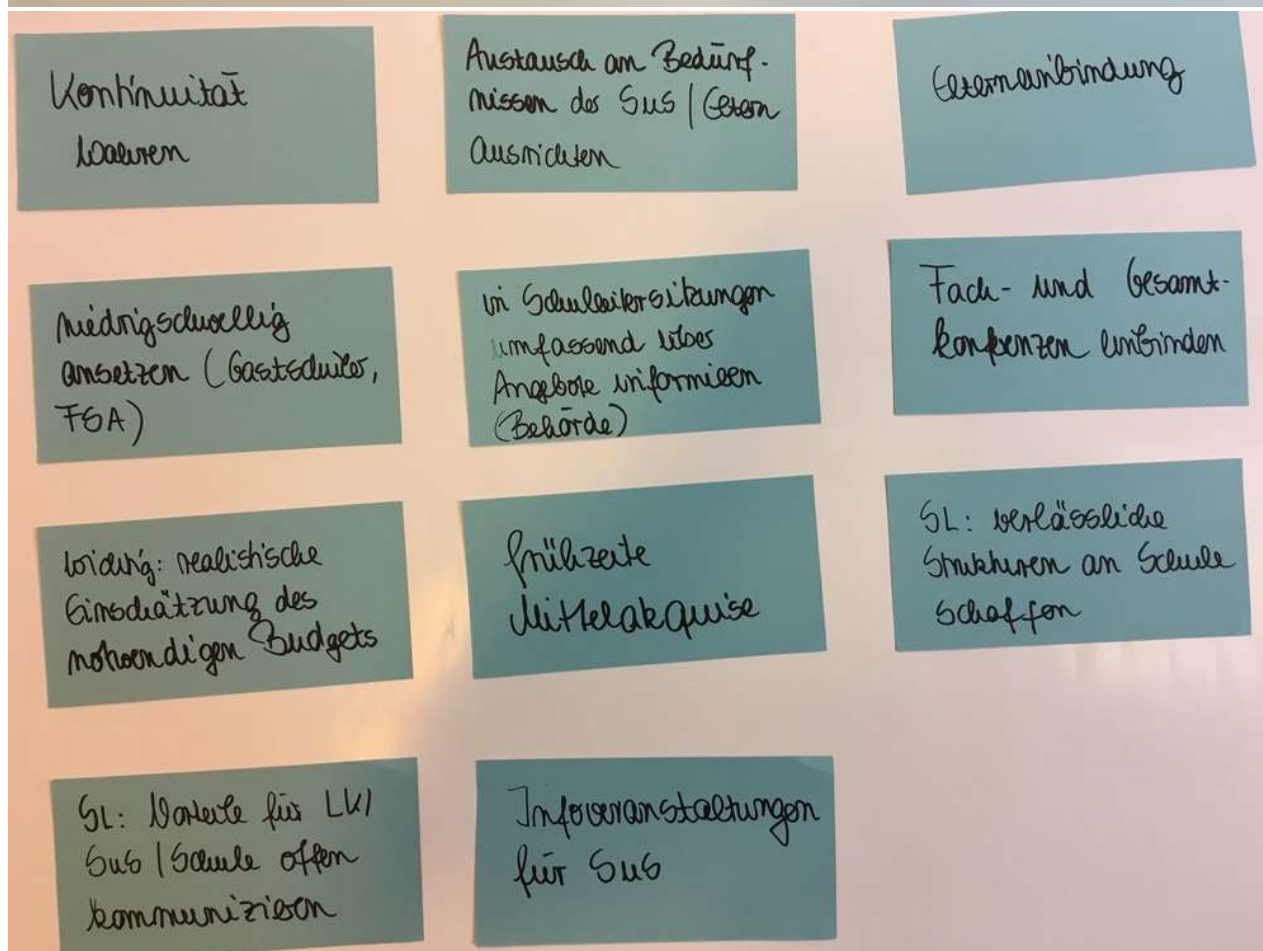 Kontinuität
wahren
Austausch an Bedürf-
nissen der SuS / Eltern
ausrichten
Elterneinbindung
niedrigschwellig
ansetzen (Gastschüler,
FSA)
in Schulleitersitzungen
umfassend über
Angebote informieren
(Behörde)
Fach- und Gesamt-
konferenzen einbinden
wichtig: realistische
Einschätzung des
notwendigen Budgets
frühzeite
Mittelakquise
SL: verlässliche
Strukturen an Schule
schaffen
SL: Vorteile für LK/
SuS / Schule offen
kommunizieren
Infoveranstaltungen
für SuS